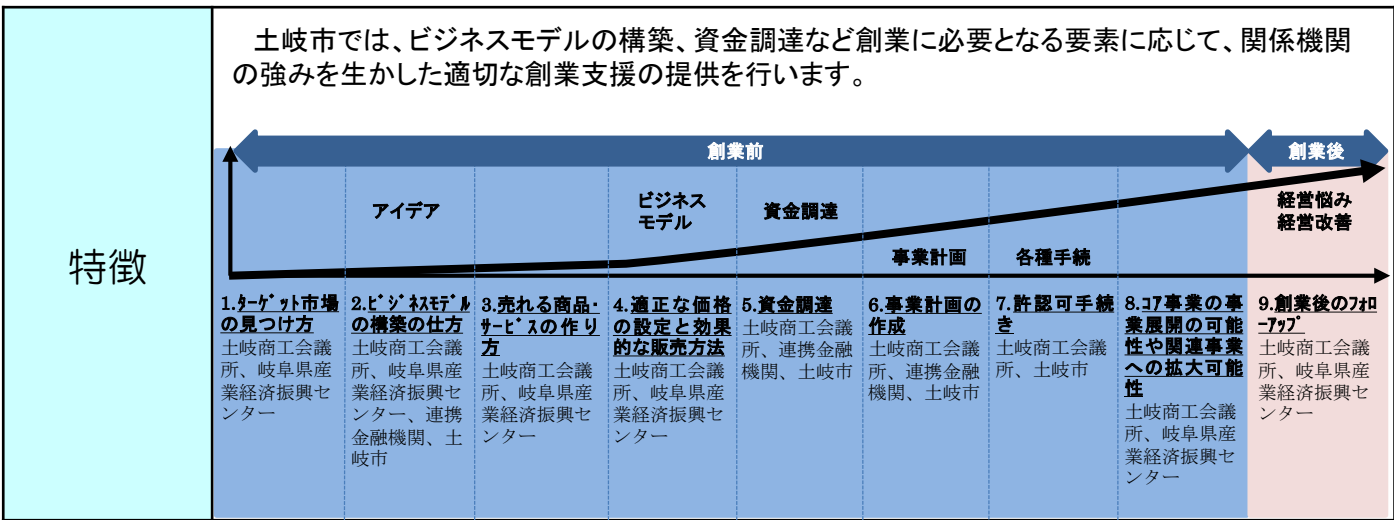 特徴
土岐市では、ビジネスモデルの構築、資金調達など創業に必要となる要素に応じて、関係機関
の強みを生かした適切な創業支援の提供を行います。
創業前
創業後
アイデア
ビジネス
モデル
資金調達
事業計画
各種手続
経営悩み
経営改善
1.ﾀｰｹﾞｯﾄ市場
の見つけ方
土岐商工会議
所、岐阜県産
業経済振興セ
ンター
2.ﾋﾞｼﾞﾈｽﾓﾃﾞﾙ
の構築の仕方
土岐商工会議
所、岐阜県産
業経済振興セ
ンター、連携
金融機関、土
岐市
3.売れる商品･
ｻｰﾋﾞｽの作り
方
土岐商工会議
所、岐阜県産
業経済振興セ
ンター
4.適正な価格
の設定と効果
的な販売方法
土岐商工会議
所、岐阜県産
業経済振興セ
ンター
5.資金調達
土岐商工会議
所、連携金融
機関、土岐市
6.事業計画の
作成
土岐商工会議
所、連携金融
機関、土岐市
7.許認可手続
き
土岐商工会議
所、土岐市
8.ｺｱ事業の事
業展開の可能
性や関連事業
への拡大可能
性
土岐商工会議
所、岐阜県産
業経済振興セ
ンター
9.創業後のﾌｫﾛ
ｰｱｯﾌﾟ
土岐商工会議
所、岐阜県産
業経済振興セ
ンター